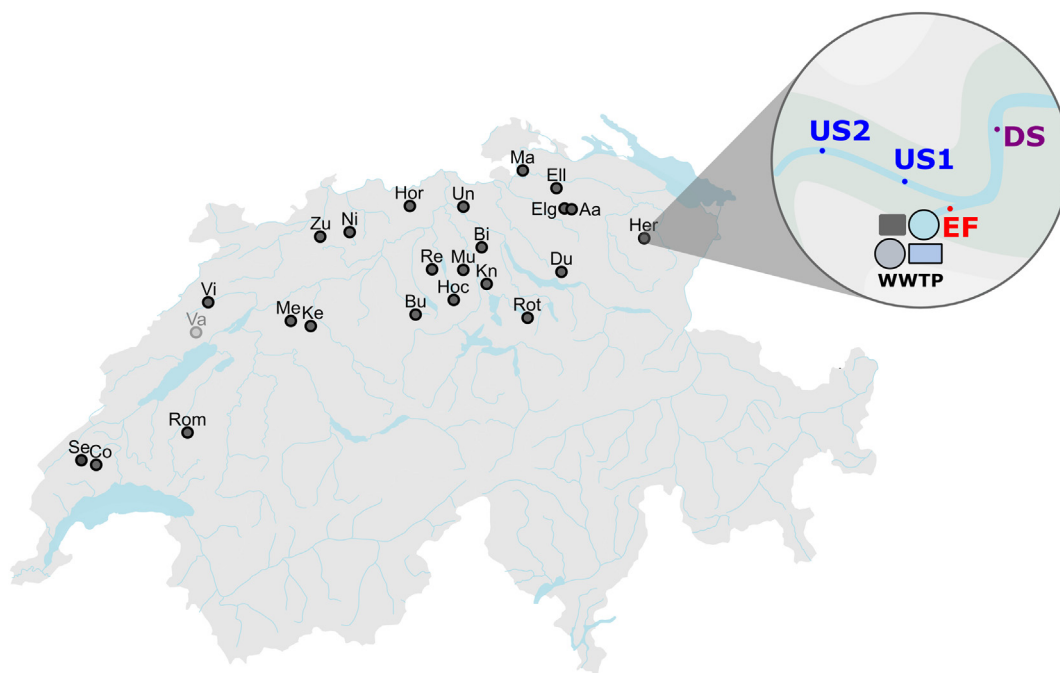 US2
US1
DS
EF
WWTP
Ma
Ell
Hor
Un
Elg
Aa
Zu
Ni
Her
Bi
Re
Mu
Du
Kn
Vi
Hoc
Me
Ke
Bu
Rot
Va
Rom
Se
Co